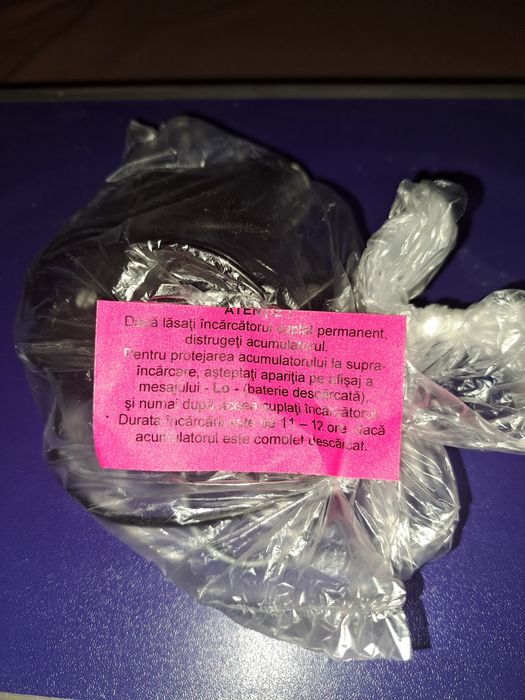 ATENȚ
Dacă lăsați încărcătorul cuplat permanent,
distrugeți acumulatorul.
Pentru protejarea acumulatorului la supra-
încărcare, așteptați apariția pe afișaj a
mesajului - Lo - (baterie descărcată),
și numai după aceea cuplați încărcătorul
Durata încărcării este de 11 – 12 ore dacă
acumulatorul este complet descărcat.